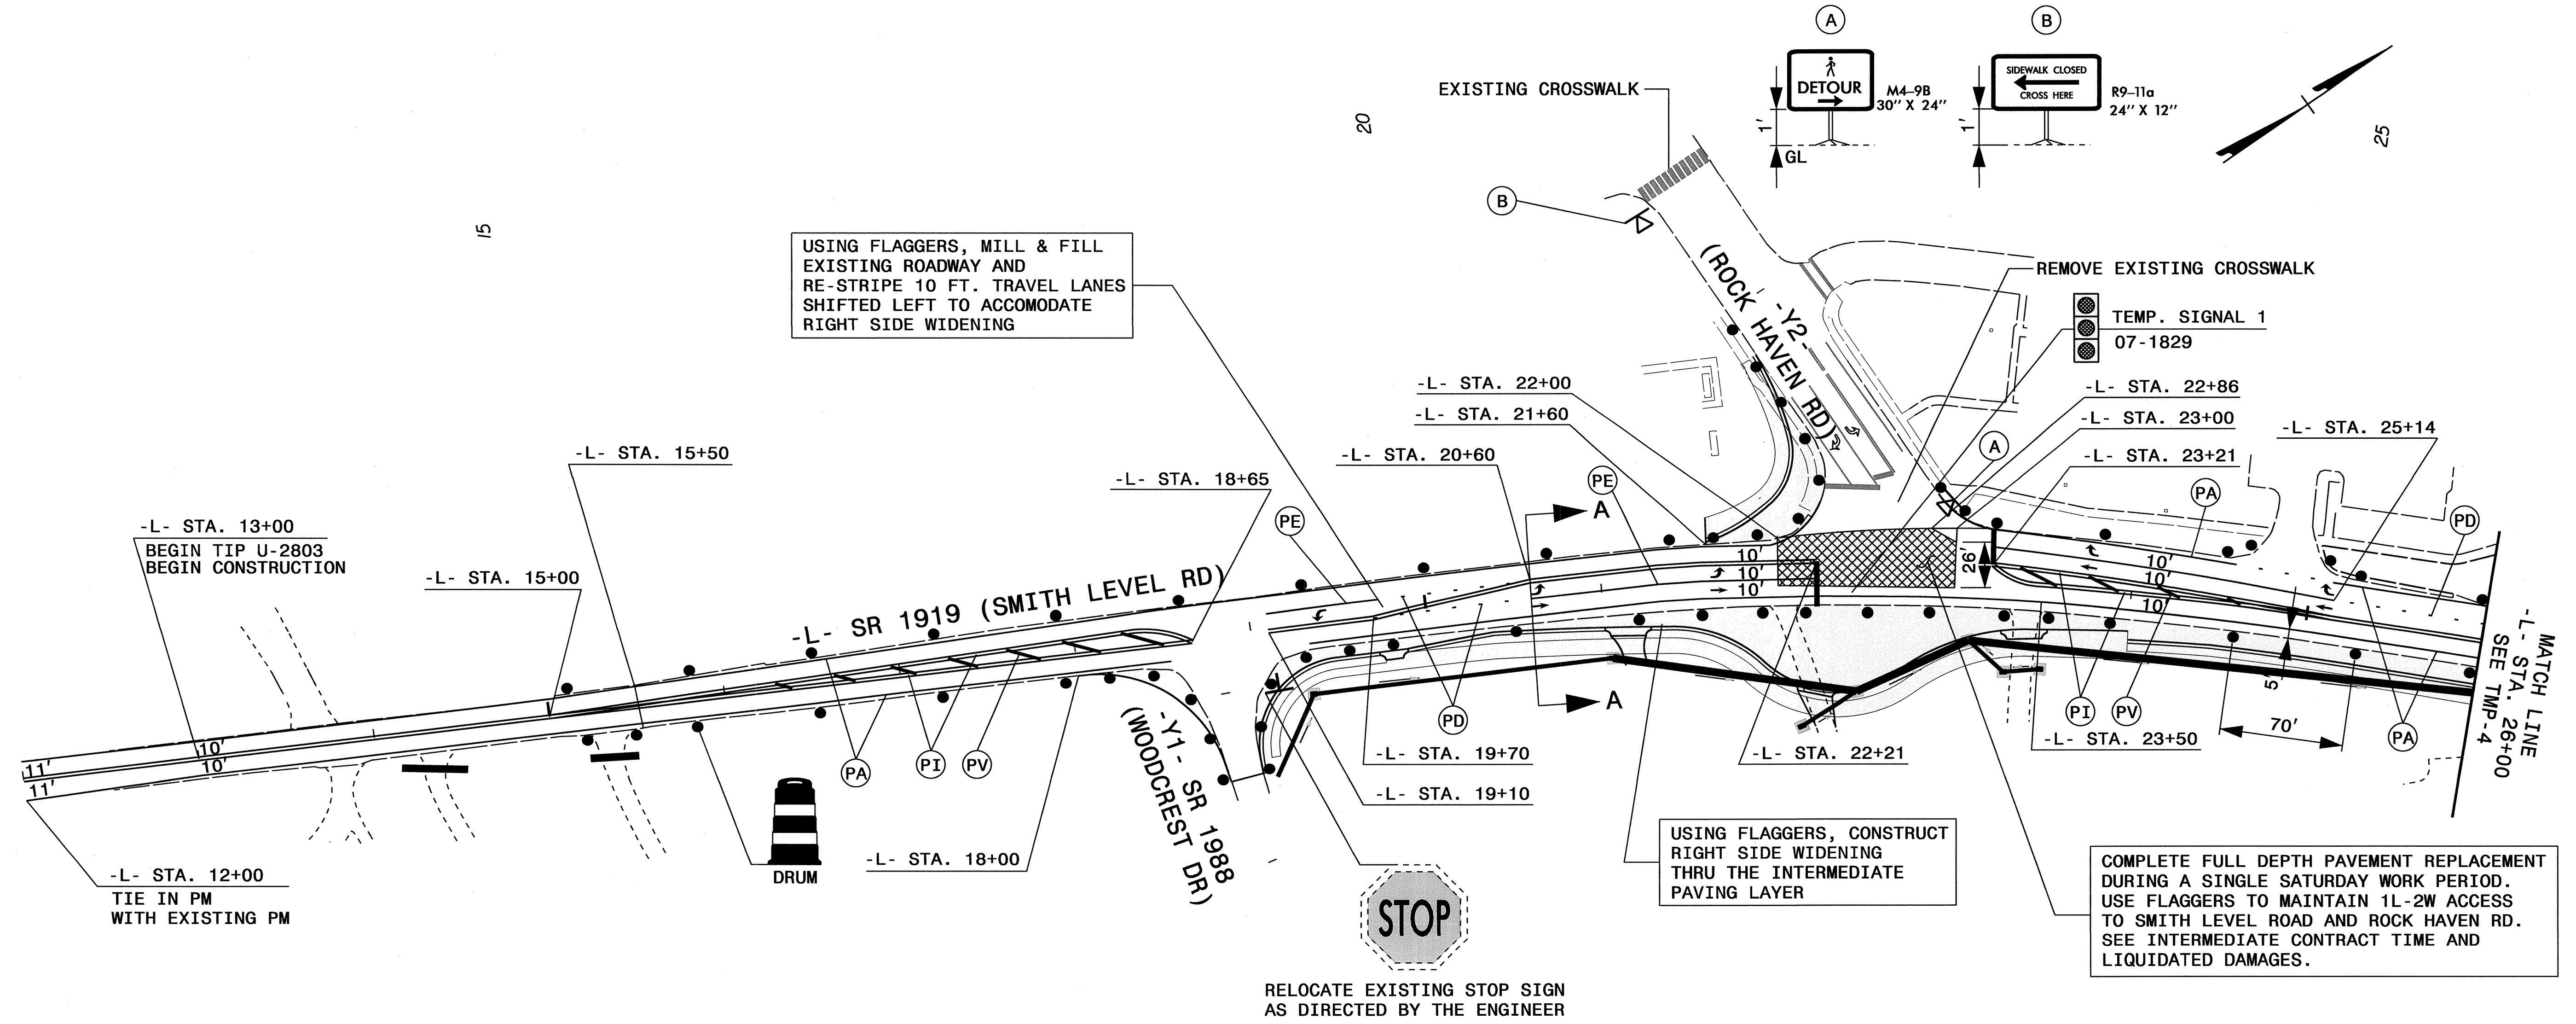 A
B
DETOUR
M4-9B
30" X 24"
1'
GL
SIDEWALK CLOSED
CROSS HERE
R9-11a
24" X 12"
1'
EXISTING CROSSWALK
20
25
15
B
USING FLAGGERS, MILL & FILL
EXISTING ROADWAY AND
RE-STRIPE 10 FT. TRAVEL LANES
SHIFTED LEFT TO ACCOMODATE
RIGHT SIDE WIDENING
-Y2-
(ROCK HAVEN RD)
REMOVE EXISTING CROSSWALK
TEMP. SIGNAL 1
07-1829
-L- STA. 22+00
-L- STA. 21+60
-L- STA. 20+60
-L- STA. 22+86
-L- STA. 23+00
-L- STA. 23+21
-L- STA. 25+14
A
-L- STA. 15+50
-L- STA. 18+65
PE
PE
A
PA
PD
-L- STA. 13+00
BEGIN TIP U-2803
BEGIN CONSTRUCTION
-L- STA. 15+00
-L- SR 1919 (SMITH LEVEL RD)
10'
10'
10'
26'
10'
10'
10'
11'
11'
10'
10'
PA
PI
PV
PD
A
PI
PV
5'
70'
PA
MATCH LINE
-L- STA. 26+00
SEE TMP-4
-Y1- SR 1988
(WOODCREST DR)
-L- STA. 19+70
-L- STA. 22+21
-L- STA. 23+50
-L- STA. 19+10
-L- STA. 12+00
TIE IN PM
WITH EXISTING PM
DRUM
-L- STA. 18+00
STOP
RELOCATE EXISTING STOP SIGN
AS DIRECTED BY THE ENGINEER
USING FLAGGERS, CONSTRUCT
RIGHT SIDE WIDENING
THRU THE INTERMEDIATE
PAVING LAYER
COMPLETE FULL DEPTH PAVEMENT REPLACEMENT
DURING A SINGLE SATURDAY WORK PERIOD.
USE FLAGGERS TO MAINTAIN 1L-2W ACCESS
TO SMITH LEVEL ROAD AND ROCK HAVEN RD.
SEE INTERMEDIATE CONTRACT TIME AND
LIQUIDATED DAMAGES.